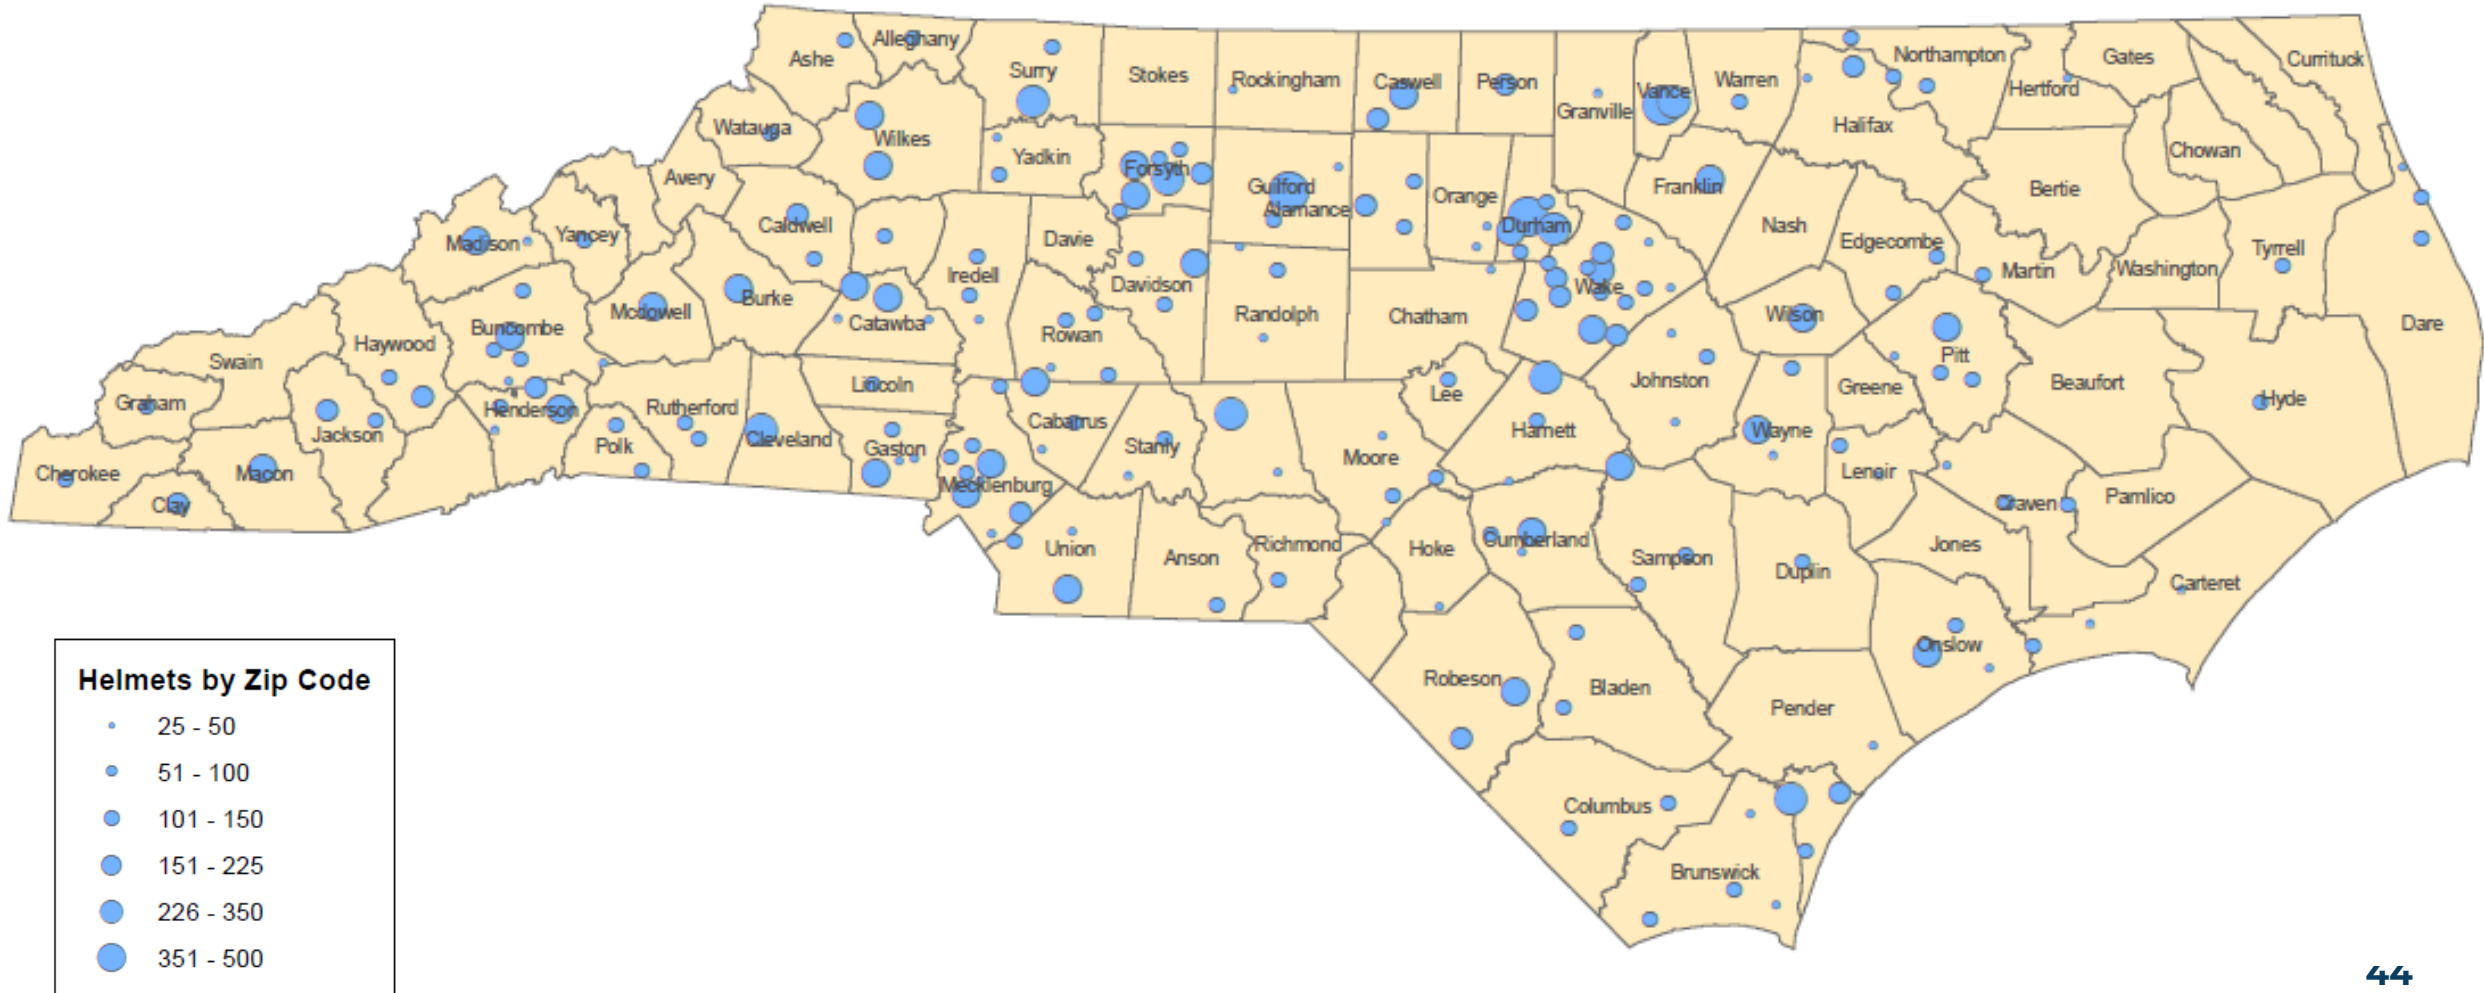 Ashe
Alleghany
Surry
Stokes
Rockingham
Caswell
Person
Granville
Vance
Warren
Northampton
Hertford
Gates
Currituck
Halifax
Watauga
Wilkes
Yadkin
Forsyth
Guilford
Alamance
Orange
Durham
Franklin
Nash
Edgecombe
Bertie
Chowan
Avery
Caldwell
Madison
Yancey
Davie
Iredell
Davidson
Randolph
Chatham
Wake
Wilson
Martin
Washington
Tyrrell
Dare
Mcdowell
Burke
Catawba
Rowan
Buncombe
Haywood
Swain
Graham
Johnston
Pitt
Greene
Beaufort
Hyde
Lee
Lincoln
Henderson
Rutherford
Polk
Cleveland
Gaston
Cabarrus
Stanly
Moore
Harnett
Wayne
Lenoir
Jackson
Cherokee
Macon
Clay
Mecklenburg
Craven
Pamlico
Union
Anson
Richmond
Hoke
Cumberland
Sampson
Duplin
Jones
Carteret
Onslow
Robeson
Bladen
Pender
Columbus
Brunswick
Helmets by Zip Code
25 - 50
51 - 100
101 - 150
151 - 225
226 - 350
351 - 500
44